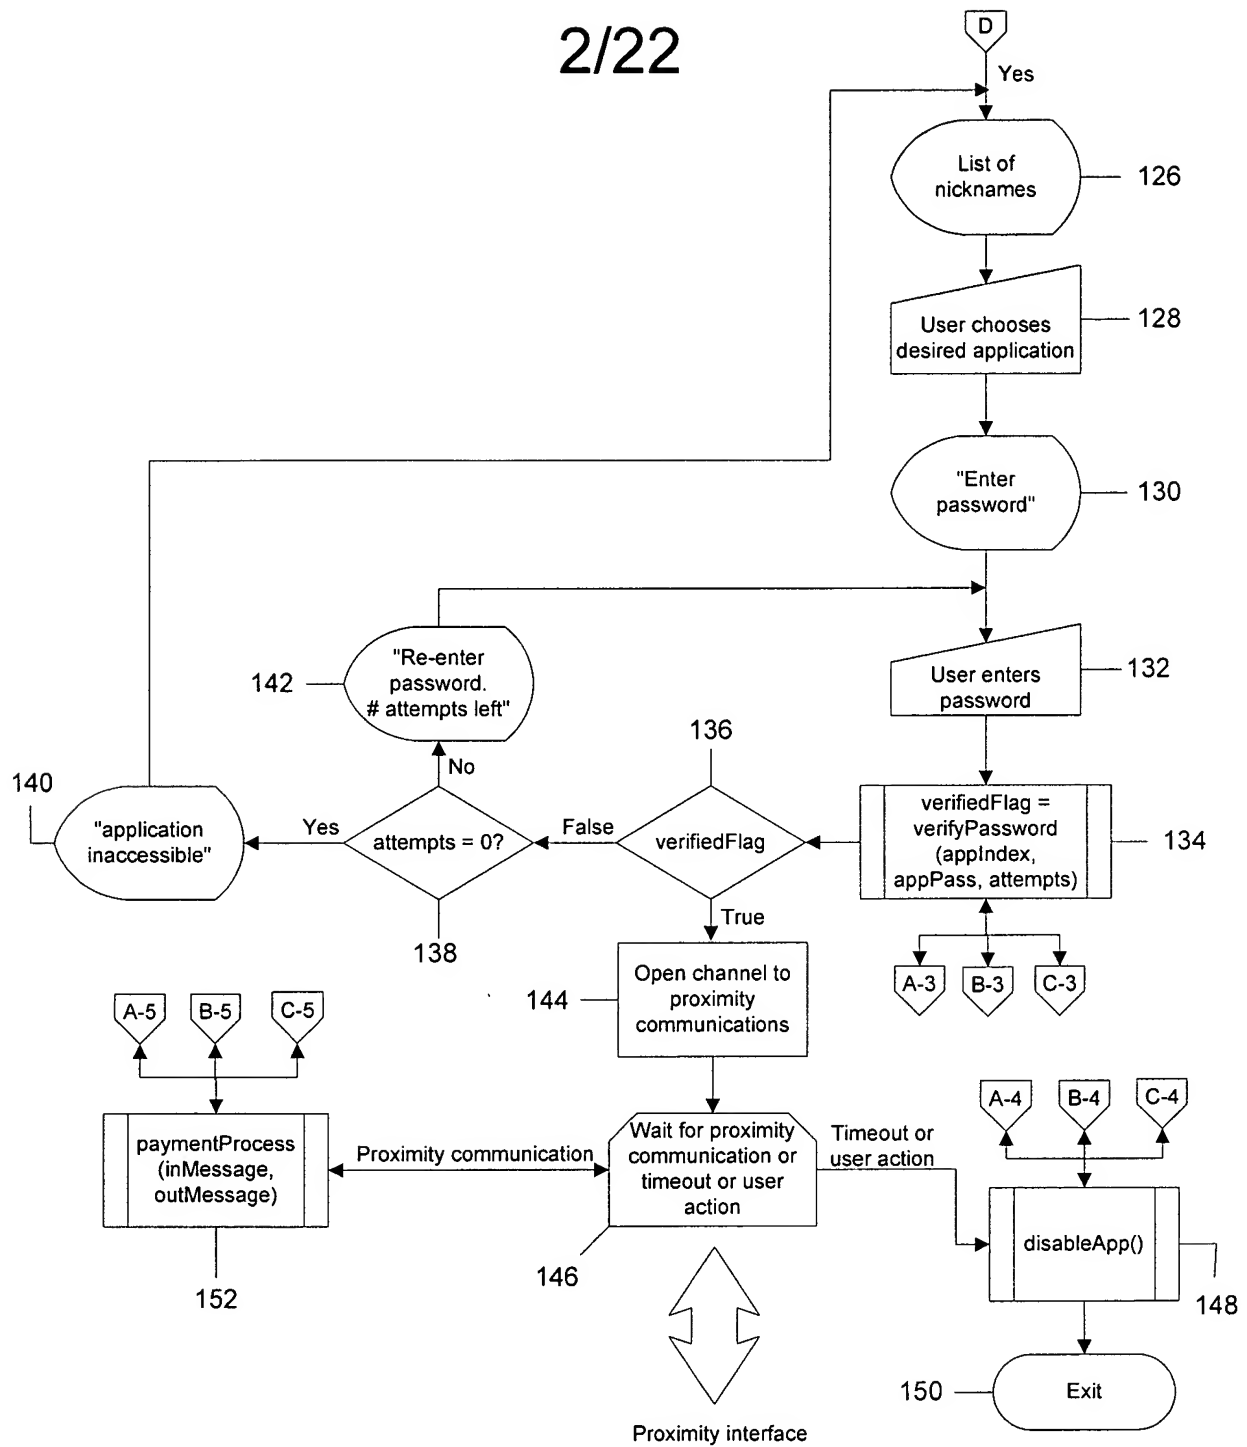 2/22
D
Yes
List of
nicknames
126
User chooses
desired application
128
"Enter
password"
130
"Re-enter
password.
# attempts left"
142
User enters
password
132
136
140
No
"application
inaccessible"
Yes
attempts = 0?
False
verifiedFlag
verifiedFlag =
verifyPassword
(appIndex,
appPass, attempts)
134
138
True
A-3
B-3
C-3
144
Open channel to
proximity
communications
A-5
B-5
C-5
A-4
B-4
C-4
paymentProcess
(inMessage,
outMessage)
Proximity communication
Wait for proximity
communication or
timeout or user
action
Timeout or
user action
disableApp()
152
146
148
150
Exit
Proximity interface